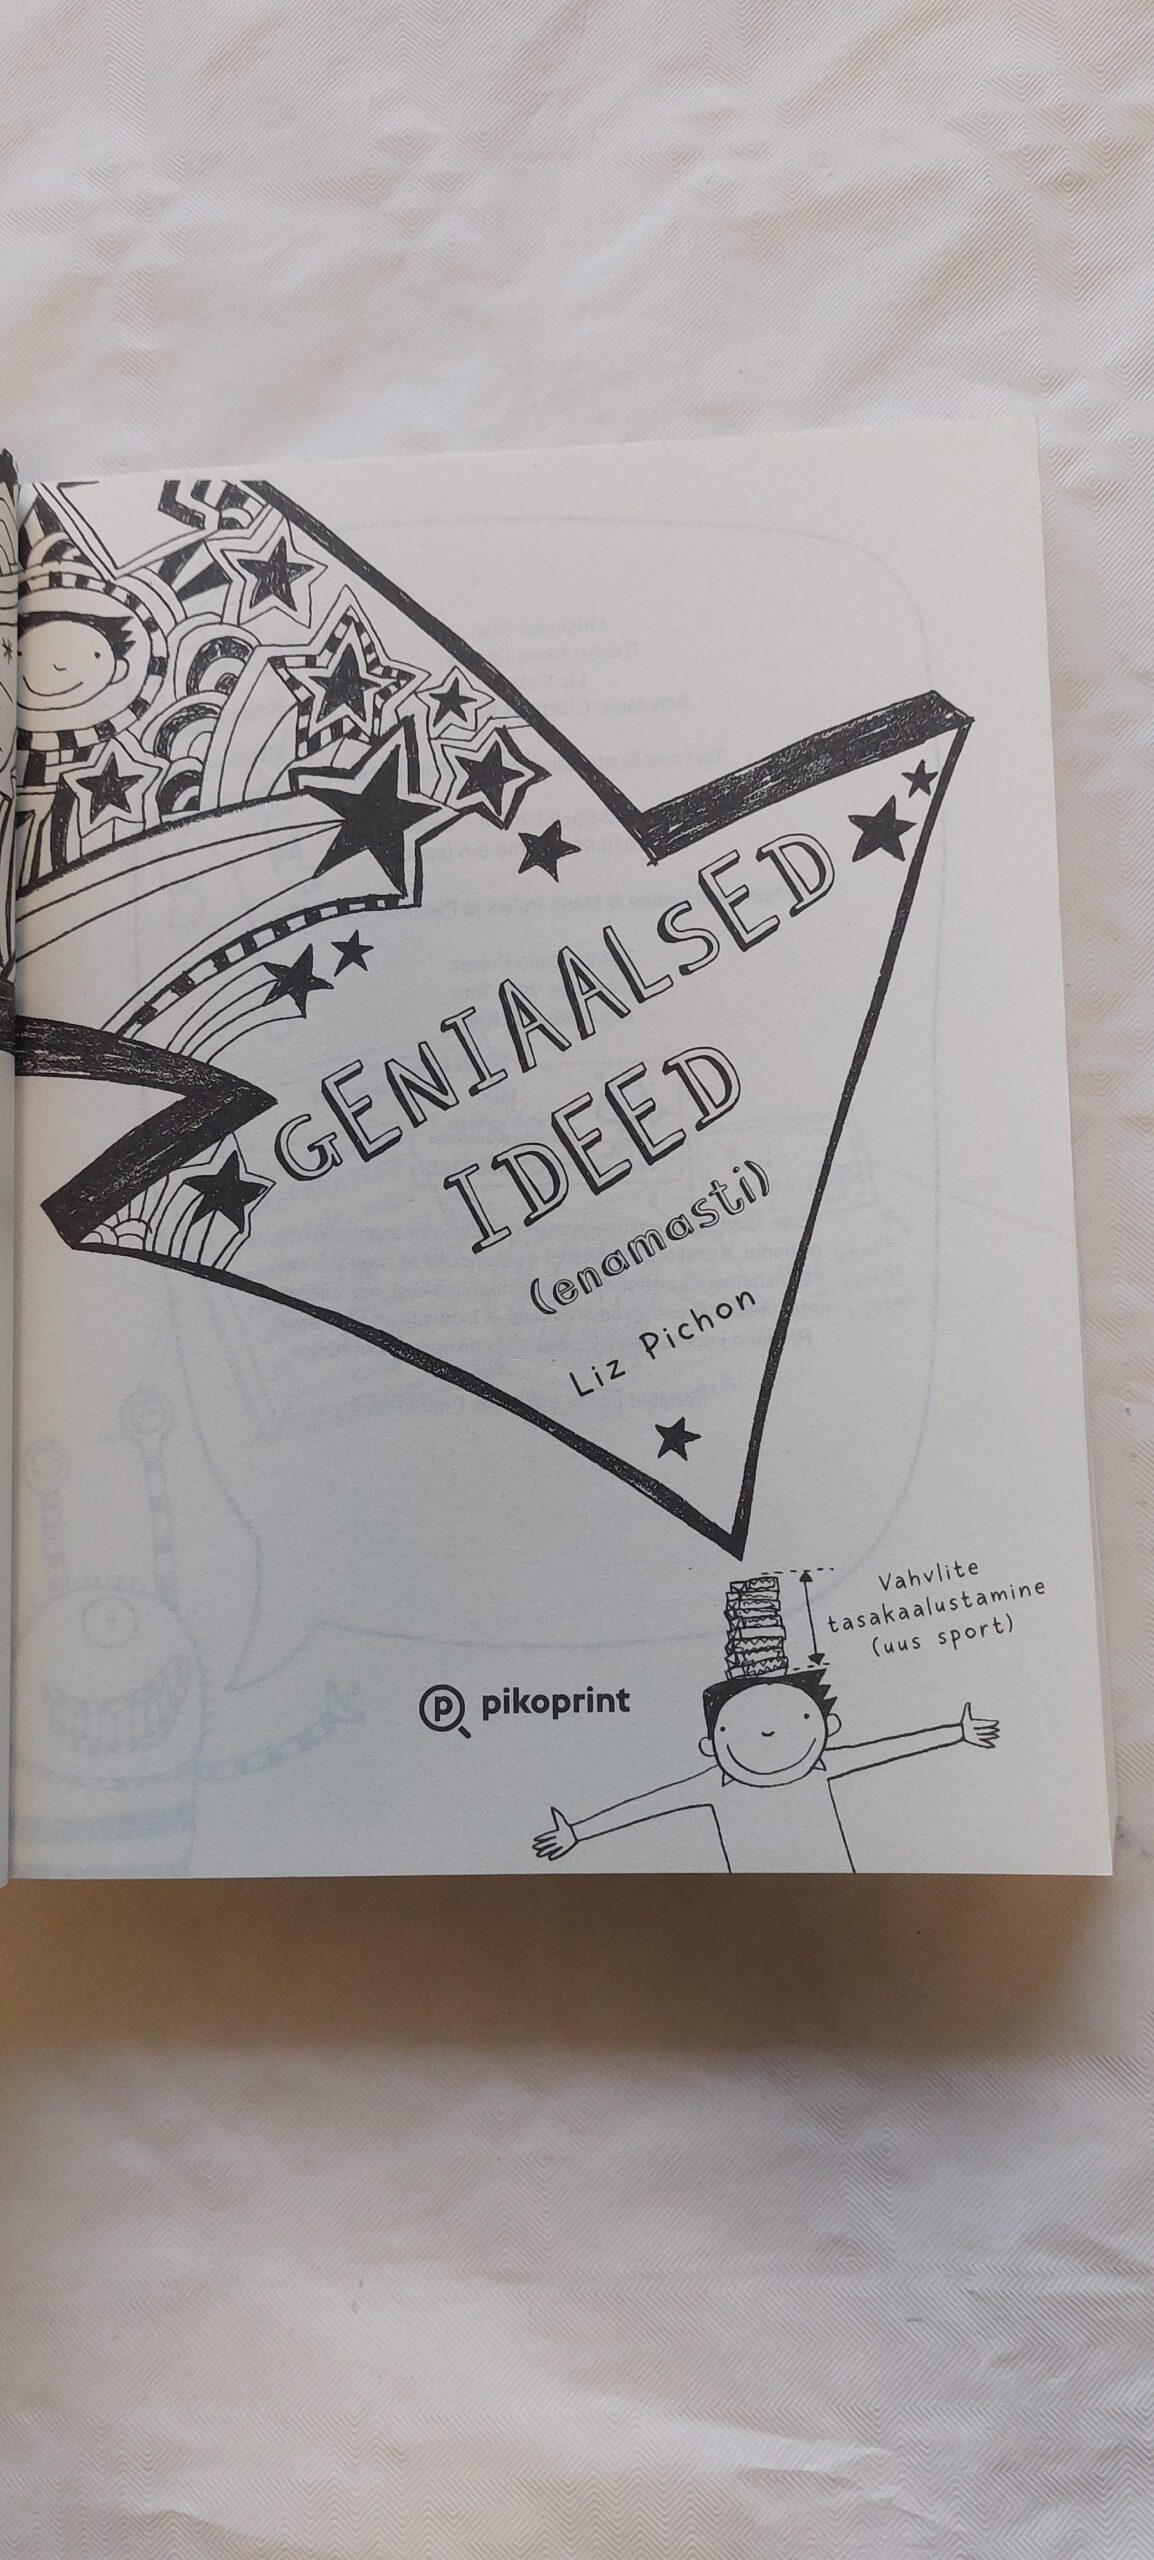 GENIAALSED
IDEED
(enamasti)
Liz Pichon
Vahvlite
tasakaalustamine
(uus sport)
pikoprint